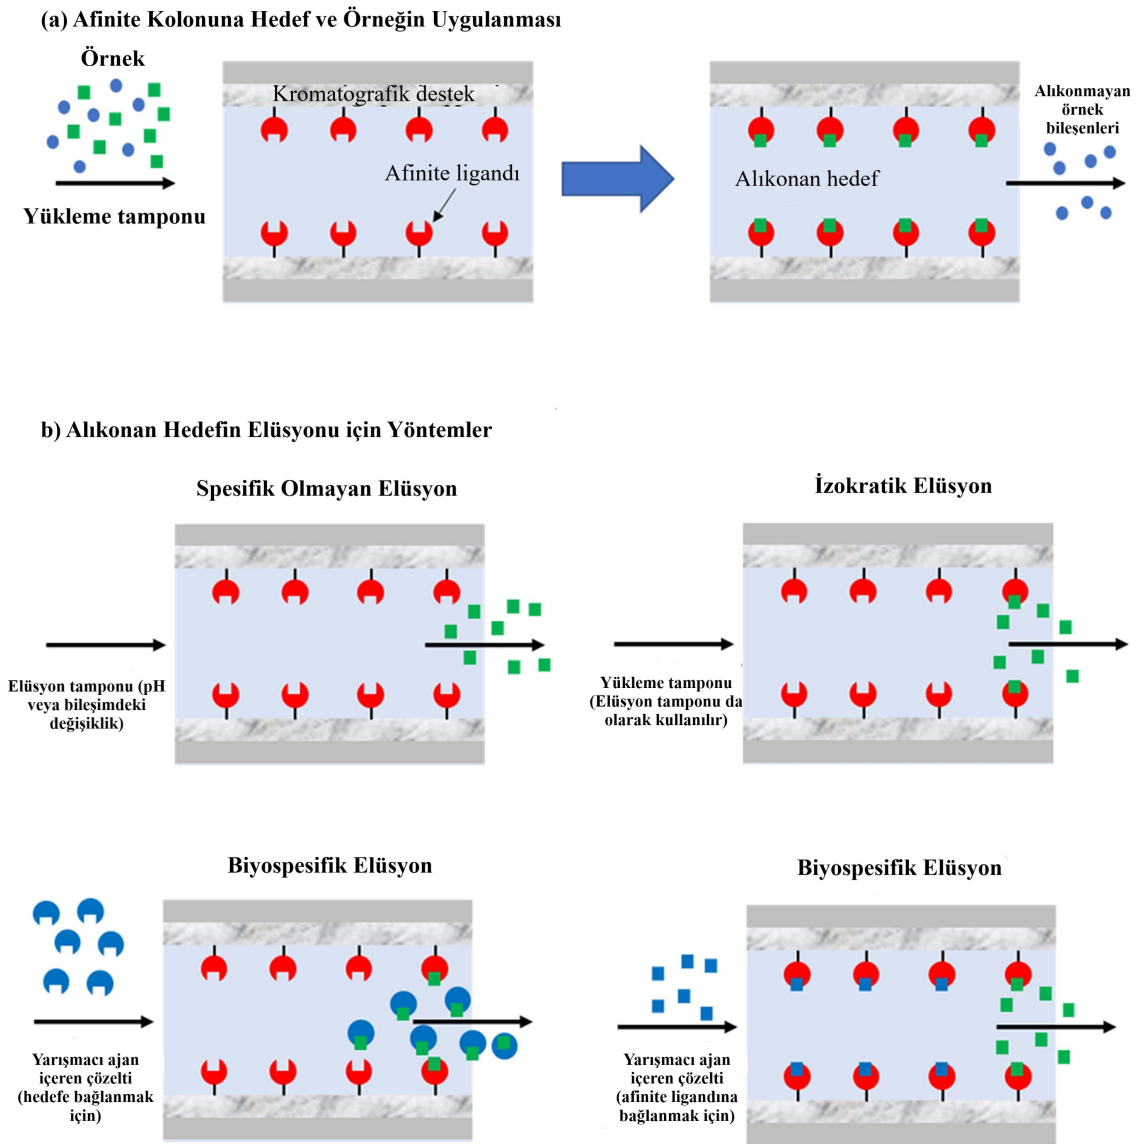 (a) Afinite Kolonuna Hedef ve Örneğin Uygulanması
Örnek
Yükleme tamponu
Kromatografik destek
Afinite ligandı
Alıkonan hedef
Alıkonmayan
örnek
bileşenleri
b) Alıkonan Hedefin Elüsyonu için Yöntemler
Spesifik Olmayan Elüsyon
Elüsyon tamponu (pH
veya bileşimdeki
değişiklik)
İzokratik Elüsyon
Yükleme tamponu
(Elüsyon tamponu da
olarak kullanılır)
Biyospesifik Elüsyon
Yarışmacı ajan
içeren çözelti
(hedefe bağlanmak
için)
Biyospesifik Elüsyon
Yarışmacı ajan
içeren çözelti
(afinite ligandına
bağlanmak için)